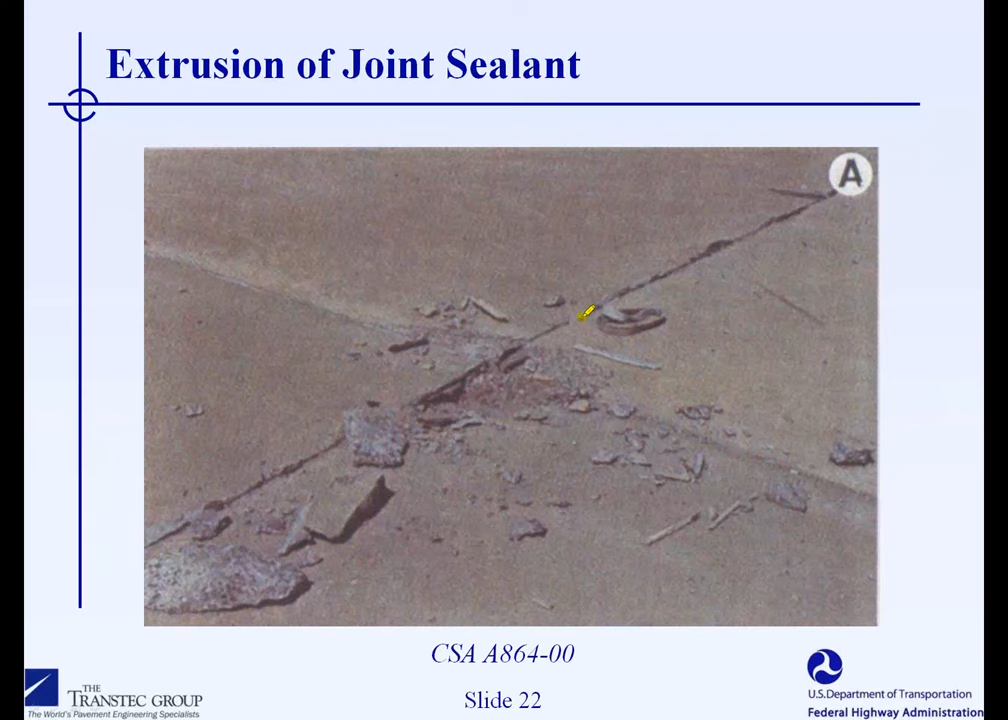 Extrusion of Joint Sealant
A
CSA A864-00
Slide 22
THE
TRANSTEC GROUP
The World's Pavement Engineering Specialists
U.S.Department of Transportation
Federal Highway Administration